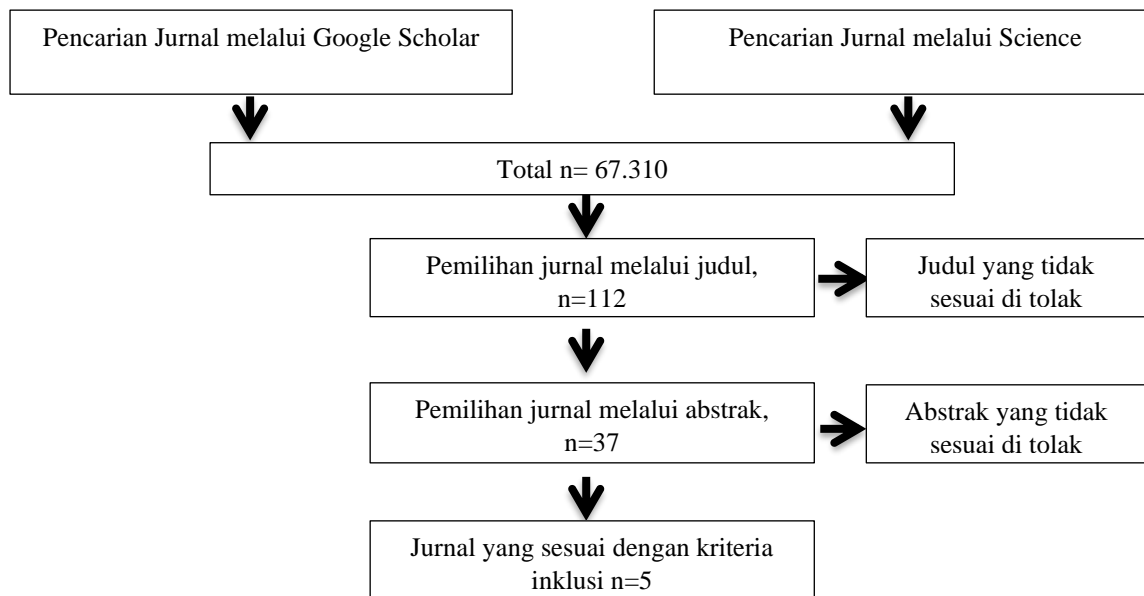 Pencarian Jurnal melalui Google Scholar
Pencarian Jurnal melalui Science
Total n= 67.310
Pemilihan jurnal melalui judul,
n=112
Judul yang tidak
sesuai di tolak
Pemilihan jurnal melalui abstrak,
n=37
Abstrak yang tidak
sesuai di tolak
Jurnal yang sesuai dengan kriteria
inklusi n=5